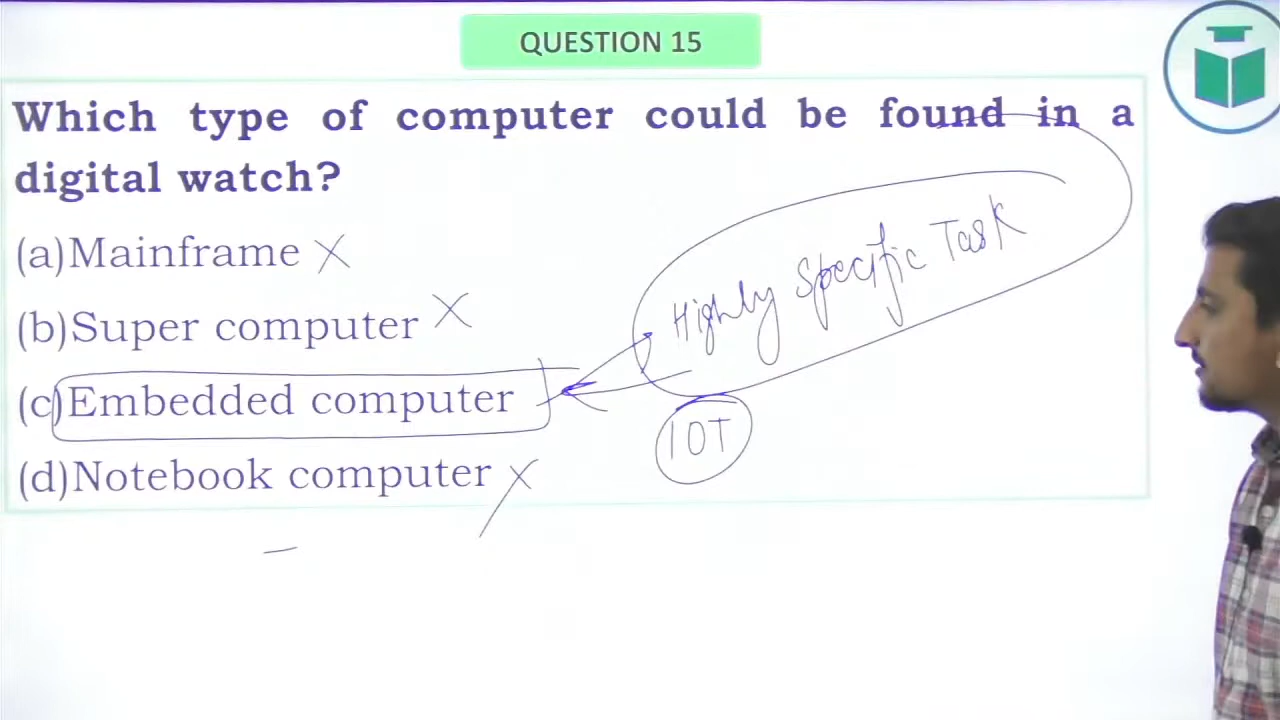 QUESTION 15
Which type of computer could be found in a
digital watch?
(a)Mainframe X
(b)Super computer X
(c)Embedded computer
(d)Notebook computer X
Highly Specific Task
IOT